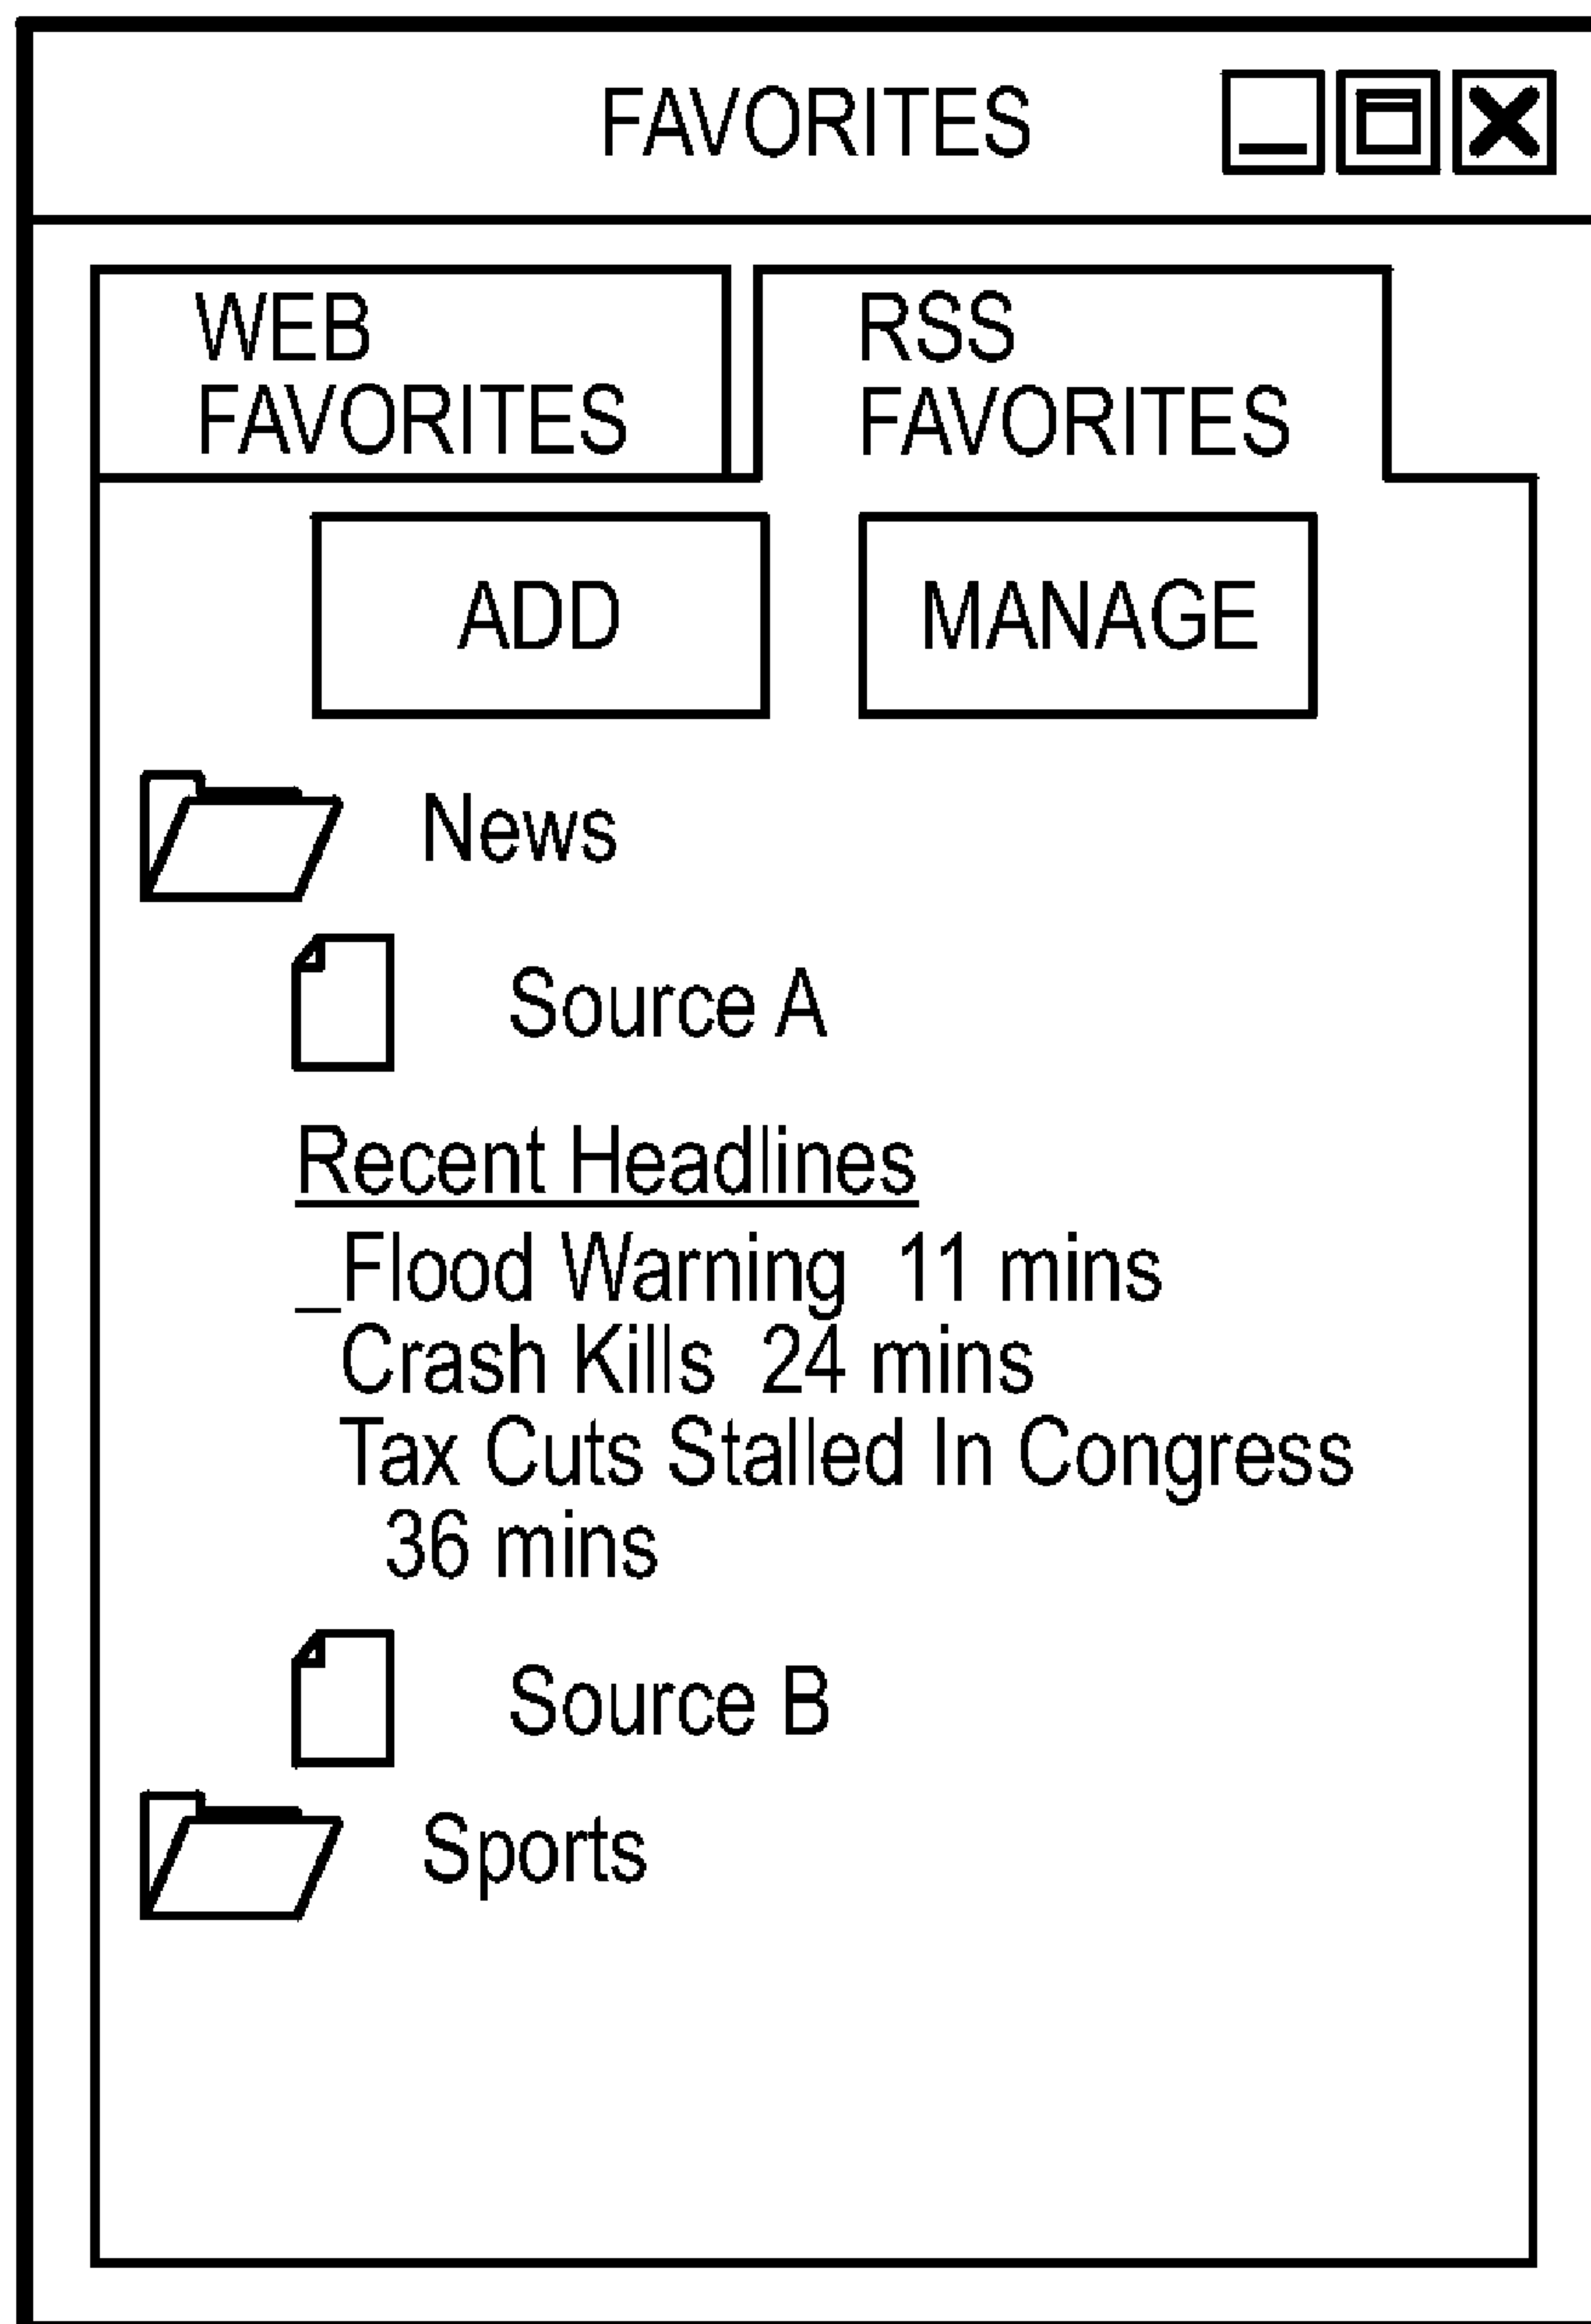 FAVORITES
WEB
FAVORITES
RSS
FAVORITES
ADD
MANAGE
News
Source A
Recent Headlines
_Flood Warning 11 mins
Crash Kills 24 mins
Tax Cuts Stalled In Congress
36 mins
Source B
Sports